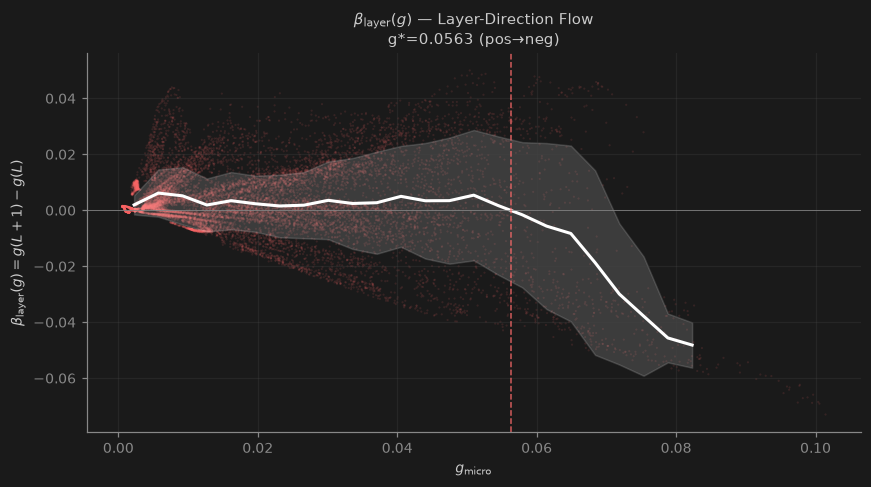 β_layer(g) — Layer-Direction Flow
g*=0.0563 (pos→neg)
β_layer(g) = g(L + 1) − g(L)
0.04
0.02
0.00
−0.02
−0.04
−0.06
0.00 0.02 0.04 0.06 0.08 0.10
g_micro